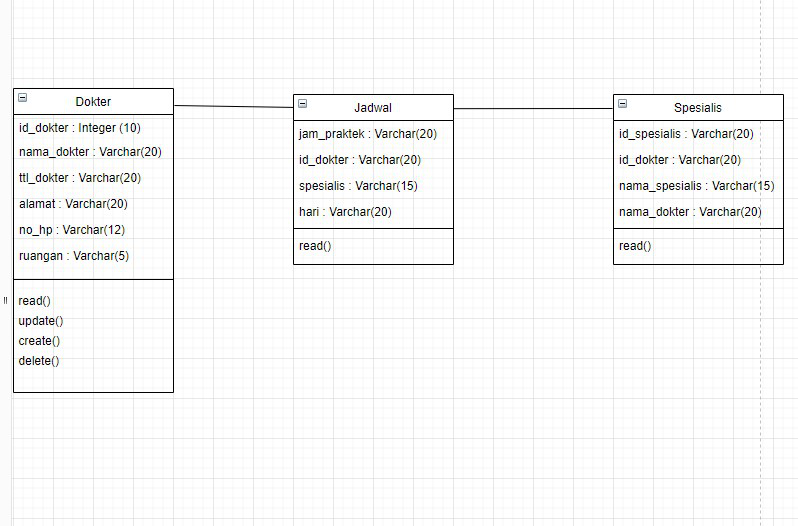 Dokter
id_dokter : Integer (10)
nama_dokter : Varchar(20)
ttl_dokter : Varchar(20)
alamat : Varchar(20)
no_hp : Varchar(12)
ruangan : Varchar(5)
read()
update()
create()
delete()
Jadwal
jam_praktek : Varchar(20)
id_dokter : Varchar(20)
spesialis : Varchar(15)
hari : Varchar(20)
read()
Spesialis
id_spesialis : Varchar(20)
id_dokter : Varchar(20)
nama_spesialis : Varchar(15)
nama_dokter : Varchar(20)
read()